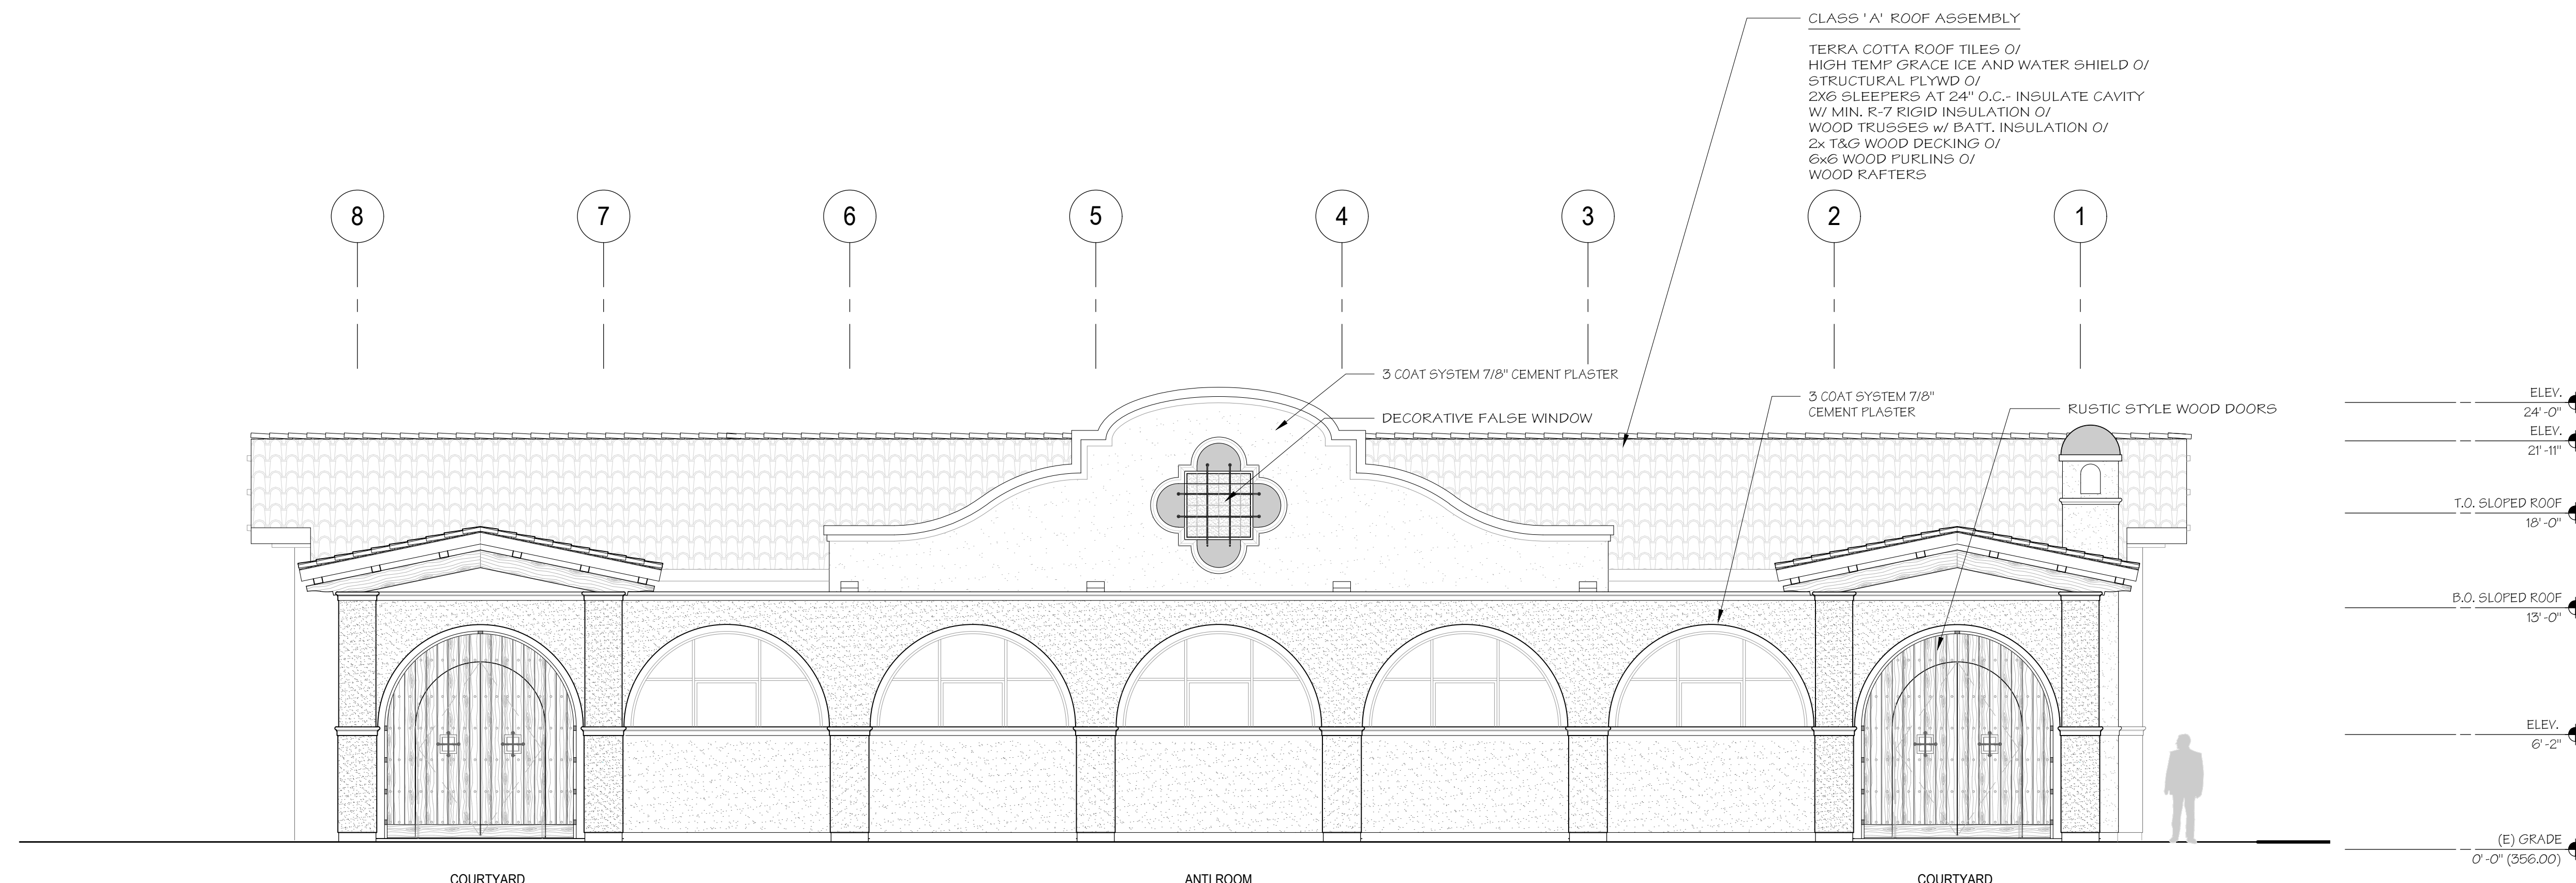 CLASS 'A' ROOF ASSEMBLY
TERRA COTTA ROOF TILES O/
HIGH TEMP GRACE ICE AND WATER SHIELD O/
STRUCTURAL PLYWD O/
2X6 SLEEPERS AT 24" O.C.- INSULATE CAVITY
W/ MIN. R-7 RIGID INSULATION O/
WOOD TRUSSES w/ BATT. INSULATION O/
2x T&G WOOD DECKING O/
6x6 WOOD PURLINS O/
WOOD RAFTERS
8 7 6 5 4 3 2 1
3 COAT SYSTEM 7/8" CEMENT PLASTER
DECORATIVE FALSE WINDOW
3 COAT SYSTEM 7/8"
CEMENT PLASTER
RUSTIC STYLE WOOD DOORS
ELEV.
24'-0"
ELEV.
21'-11"
T.O. SLOPED ROOF
18'-0"
B.O. SLOPED ROOF
13'-0"
ELEV.
6'-2"
(E) GRADE
0'-0" (356.00)
COURTYARD ANTI ROOM COURTYARD